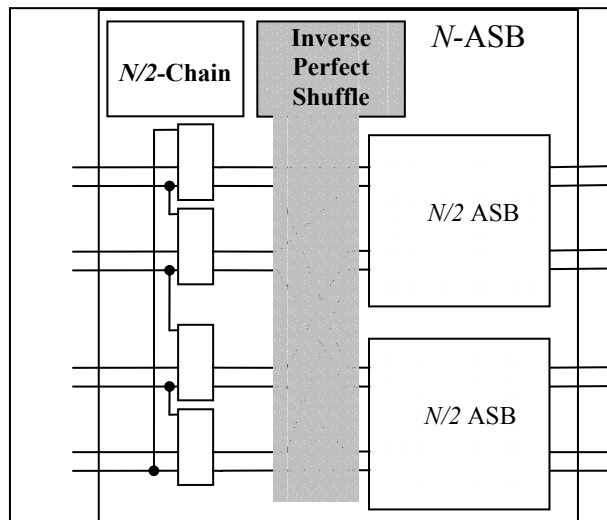 N/2-Chain
Inverse
Perfect
Shuffle
N-ASB
N/2 ASB
N/2 ASB